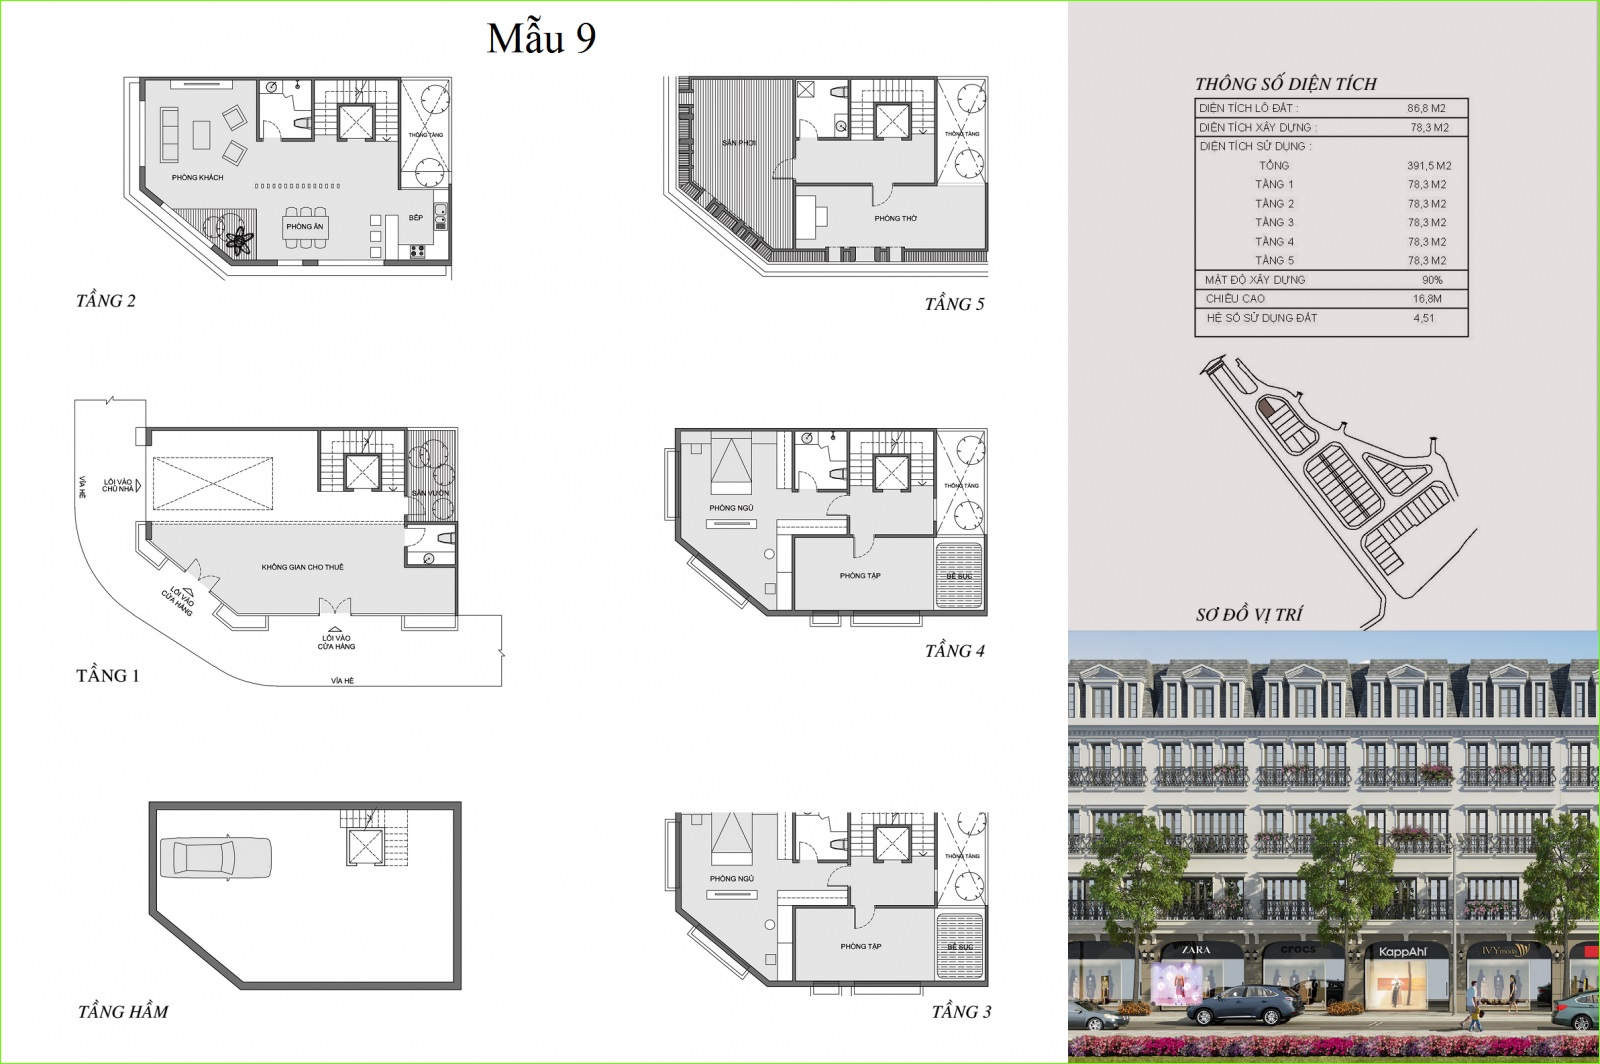 Mẫu 9
PHÒNG KHÁCH
THÔNG TẦNG
PHÒNG ĂN
BẾP
TẦNG 2
SÂN PHƠI
THÔNG TẦNG
PHÒNG THỜ
TẦNG 5
VỈA HÈ
LỐI VÀO
CHỦ NHÀ
SÂN VƯỜN
KHÔNG GIAN CHO THUÊ
LỐI VÀO
CỬA HÀNG
LỐI VÀO
CỬA HÀNG
VỈA HÈ
TẦNG 1
PHÒNG NGỦ
THÔNG TẦNG
PHÒNG TẬP
BỂ SỤC
TẦNG 4
TẦNG HẦM
PHÒNG NGỦ
THÔNG TẦNG
PHÒNG TẬP
BỂ SỤC
TẦNG 3
THÔNG SỐ DIỆN TÍCH
DIỆN TÍCH LÔ ĐẤT : 86,8 M2
DIỆN TÍCH XÂY DỰNG : 78,3 M2
DIỆN TÍCH SỬ DỤNG :
TỔNG 391,5 M2
TẦNG 1 78,3 M2
TẦNG 2 78,3 M2
TẦNG 3 78,3 M2
TẦNG 4 78,3 M2
TẦNG 5 78,3 M2
MẬT ĐỘ XÂY DỰNG 90%
CHIỀU CAO 16,8M
HỆ SỐ SỬ DỤNG ĐẤT 4,51
SƠ ĐỒ VỊ TRÍ
ZARA
crocs
KappAhl
IVY moda